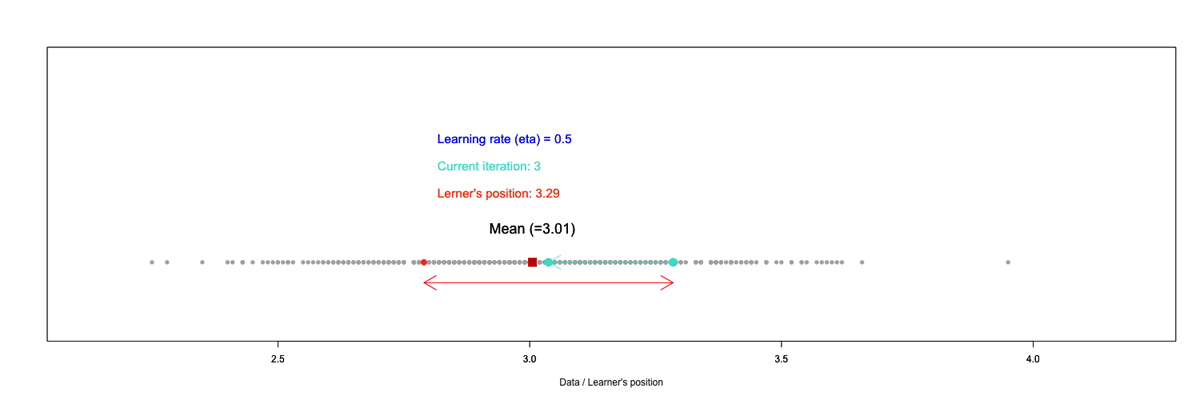 Learning rate (eta) = 0.5
Current iteration: 3
Lerner's position: 3.29
Mean (=3.01)
2.5 3.0 3.5 4.0
Data / Learner's position